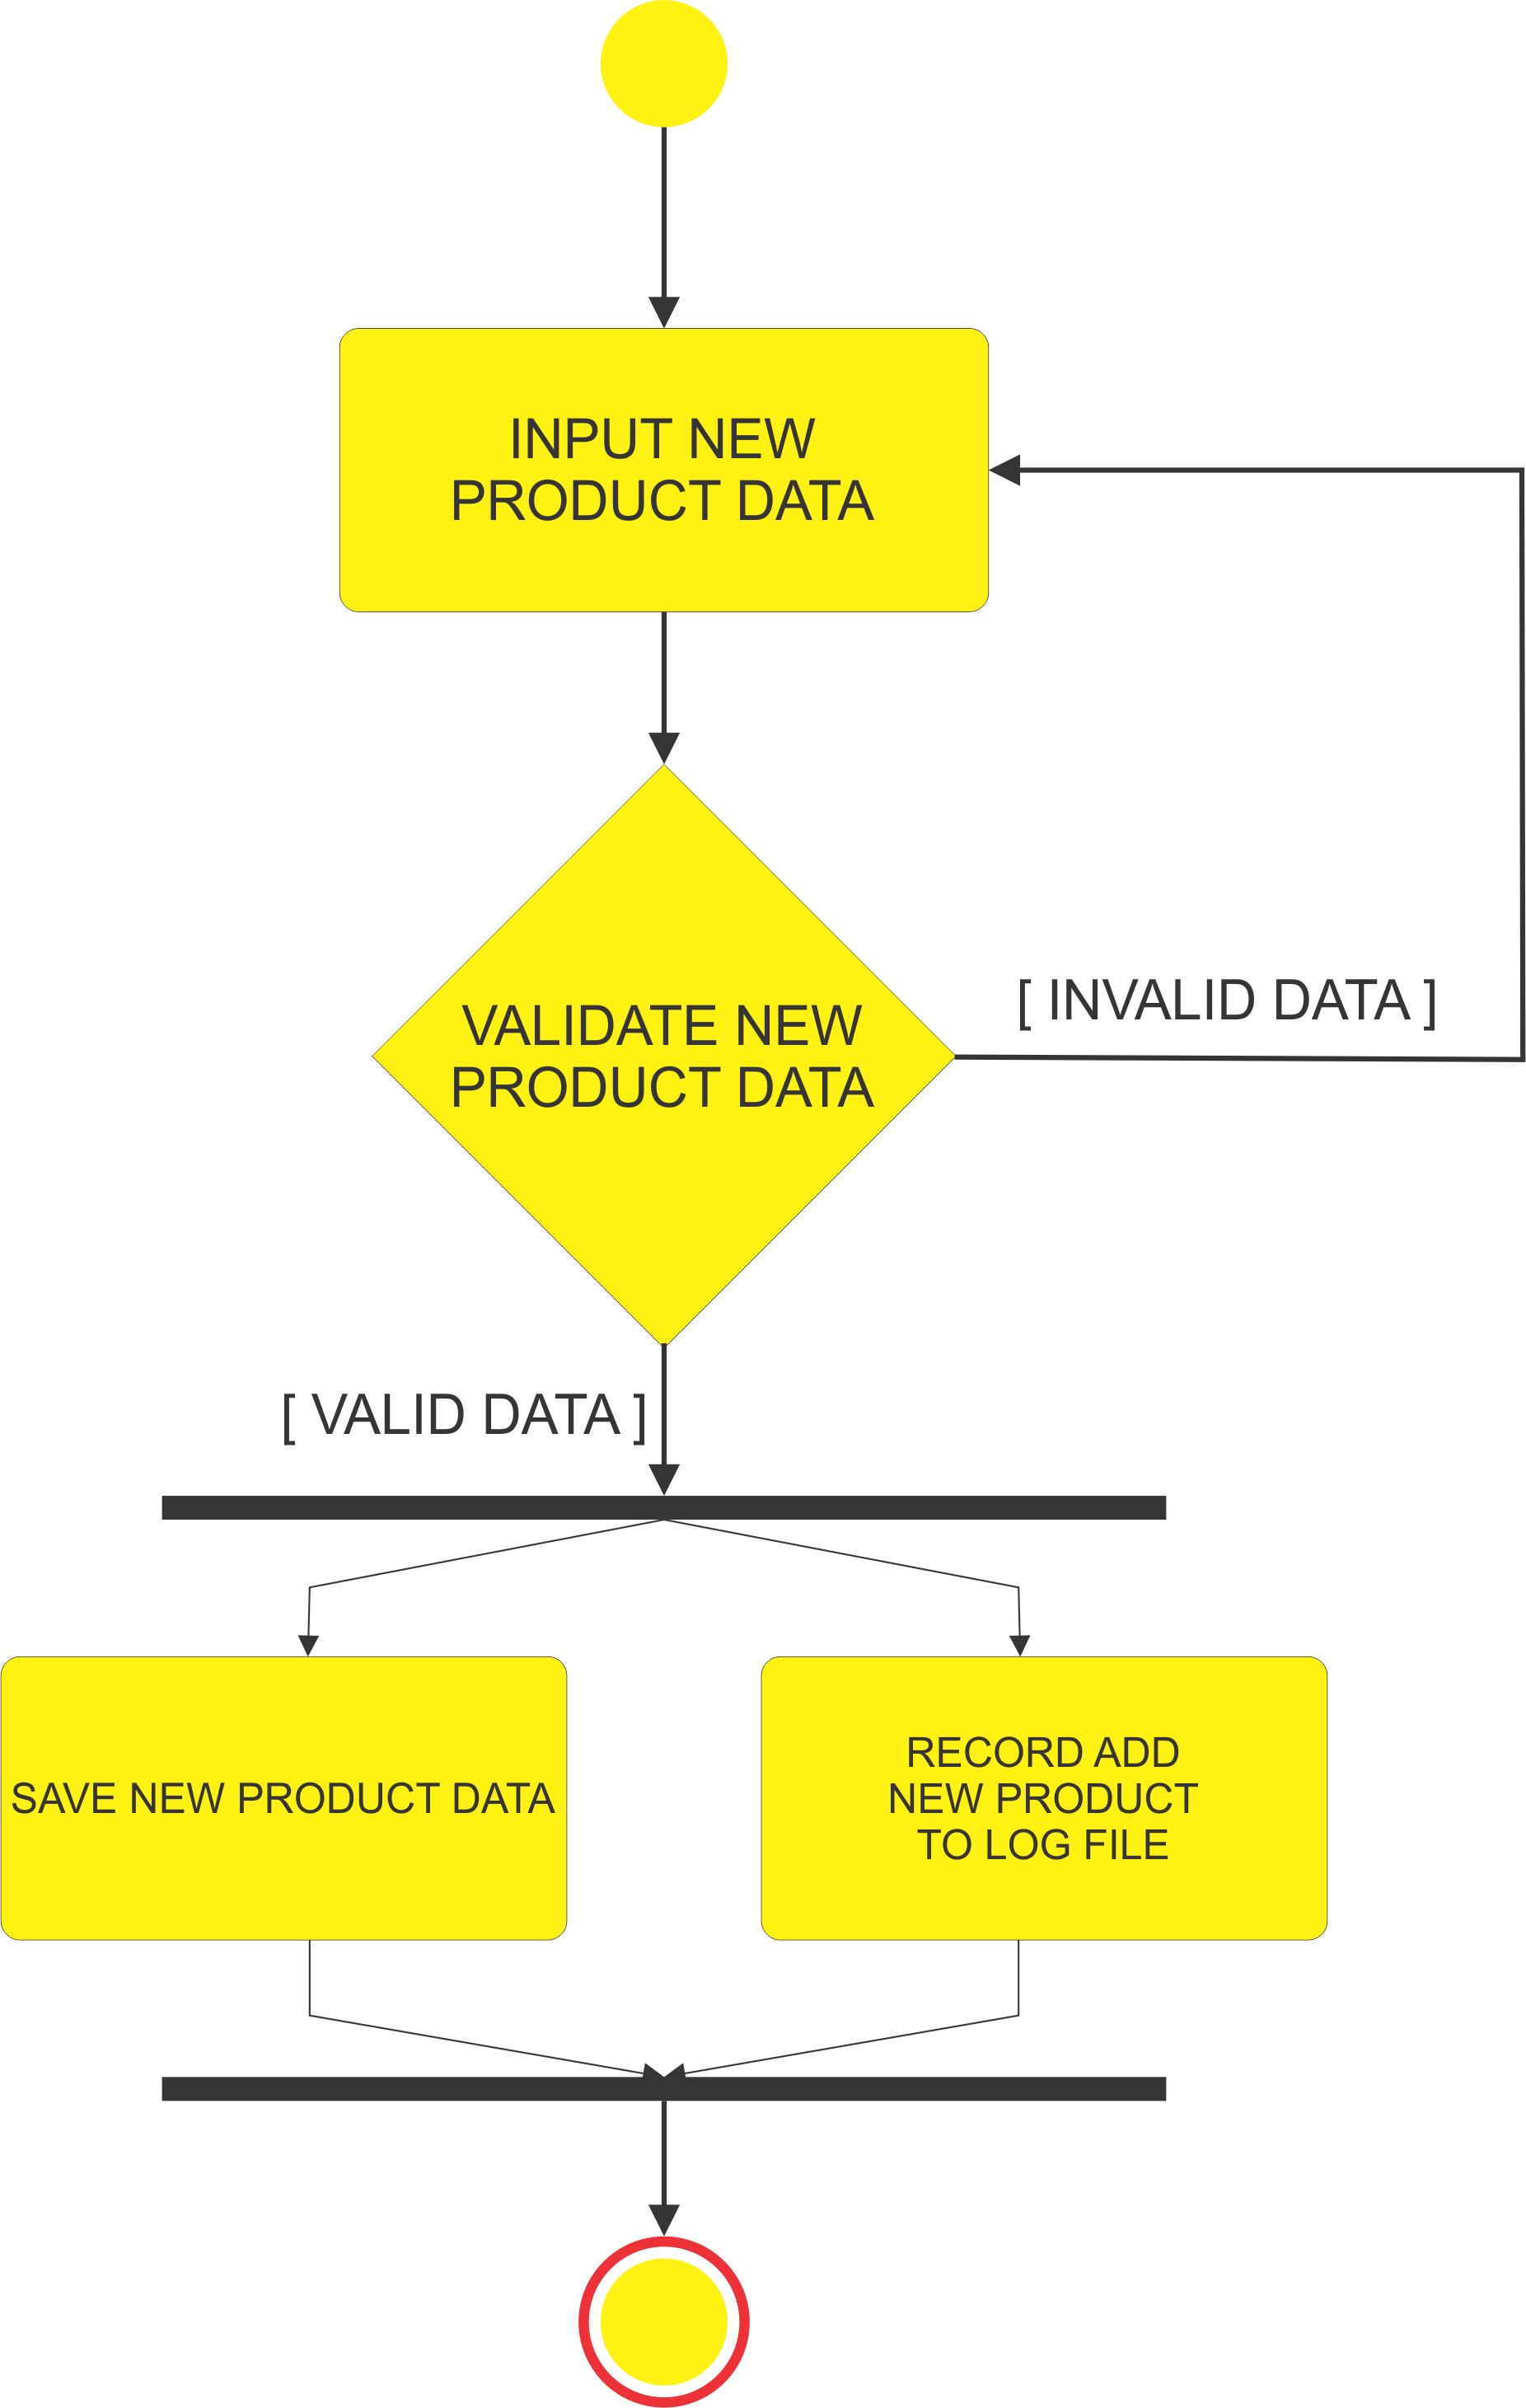 INPUT NEW
PRODUCT DATA
VALIDATE NEW
PRODUCT DATA
[ INVALID DATA ]
[ VALID DATA ]
SAVE NEW PRODUCT DATA
RECORD ADD
NEW PRODUCT
TO LOG FILE